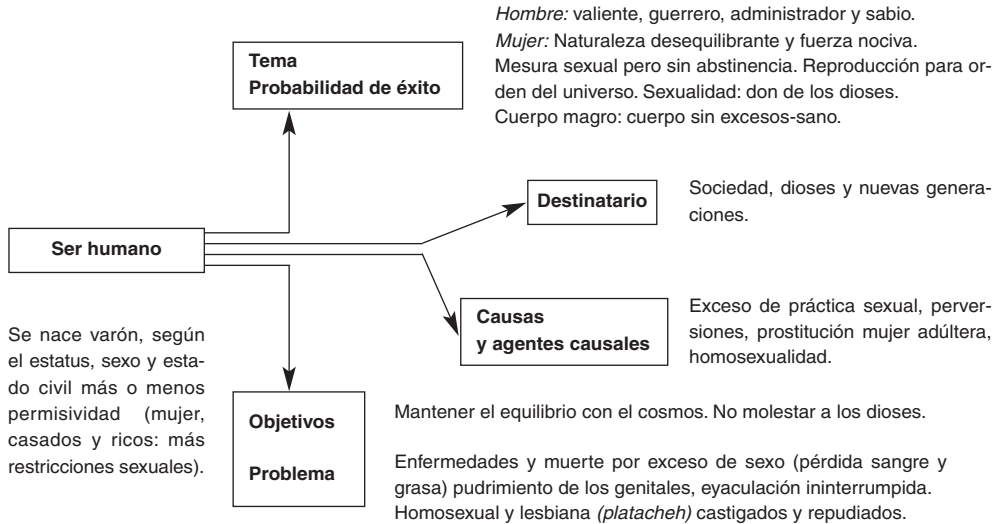 Hombre: valiente, guerrero, administrador y sabio.
Mujer: Naturaleza desequilibrante y fuerza nociva.
Mesura sexual pero sin abstinencia. Reproducción para or-
den del universo. Sexualidad: don de los dioses.
Cuerpo magro: cuerpo sin excesos-sano.
Tema
Probabilidad de éxito
Destinatario
Sociedad, dioses y nuevas genera-
ciones.
Ser humano
Causas
y agentes causales
Exceso de práctica sexual, perver-
siones, prostitución mujer adúltera,
homosexualidad.
Se nace varón, según
el estatus, sexo y esta-
do civil más o menos
permisividad (mujer,
casados y ricos: más
restricciones sexuales).
Objetivos
Problema
Mantener el equilibrio con el cosmos. No molestar a los dioses.
Enfermedades y muerte por exceso de sexo (pérdida sangre y
grasa) pudrimiento de los genitales, eyaculación ininterrumpida.
Homosexual y lesbiana (platacheh) castigados y repudiados.